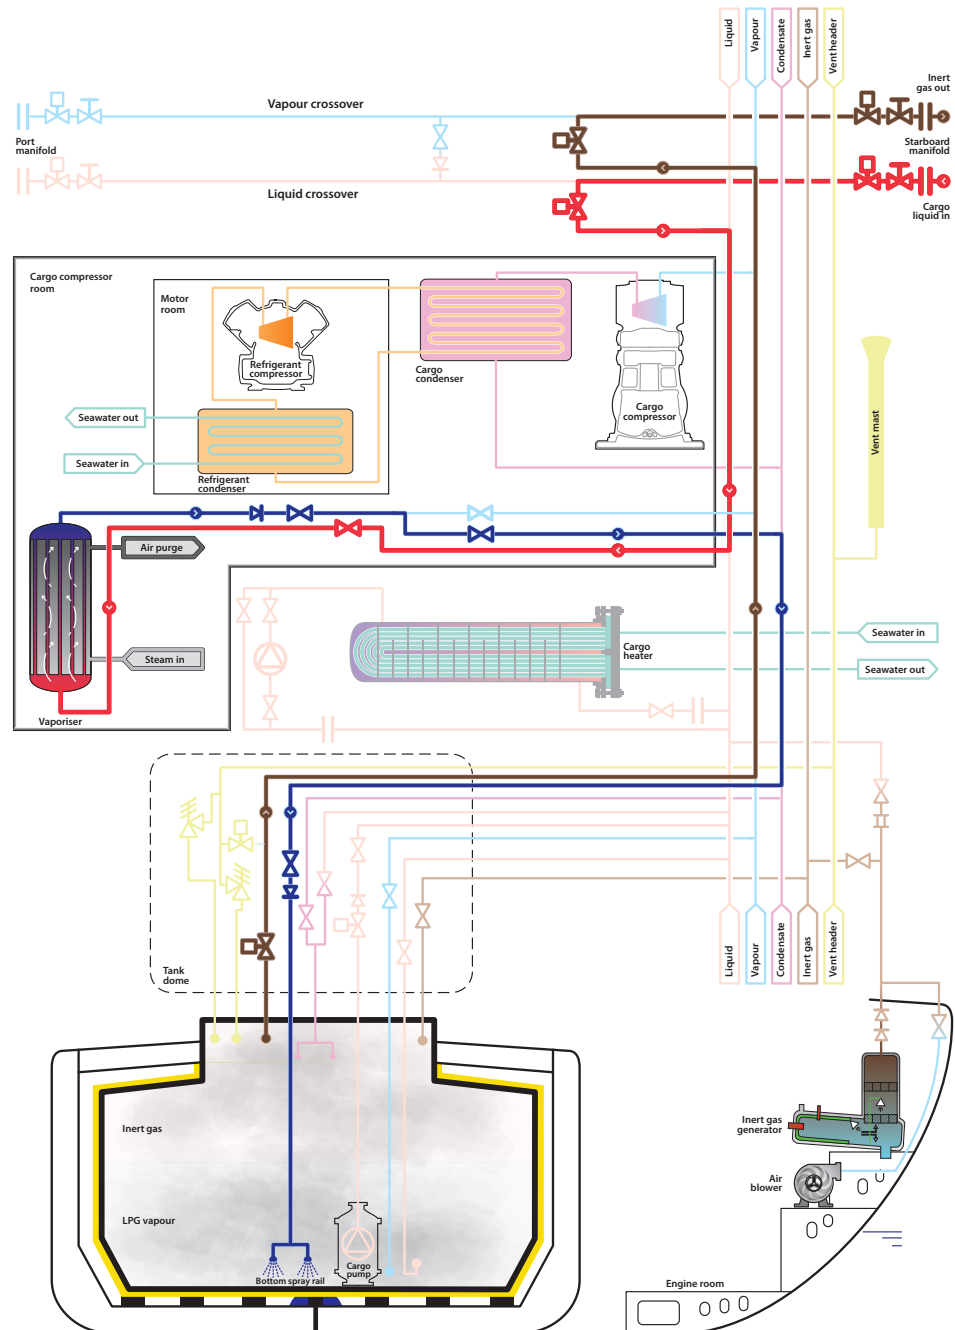 Liquid
Vapour
Condensate
Inert gas
Vent header
Inert
gas out
Vapour crossover
Port
manifold
Starboard
manifold
Liquid crossover
Cargo
liquid in
Cargo compressor
room
Motor
room
Refrigerant
compressor
Cargo
condenser
Cargo
compressor
Seawater out
Seawater in
Refrigerant
condenser
Vent mast
Air purge
Steam in
Vaporiser
Cargo
heater
Seawater in
Seawater out
Tank
dome
Liquid
Vapour
Condensate
Inert gas
Vent header
Inert gas
LPG vapour
Cargo
pump
Bottom spray rail
Inert gas
generator
Air
blower
Engine room